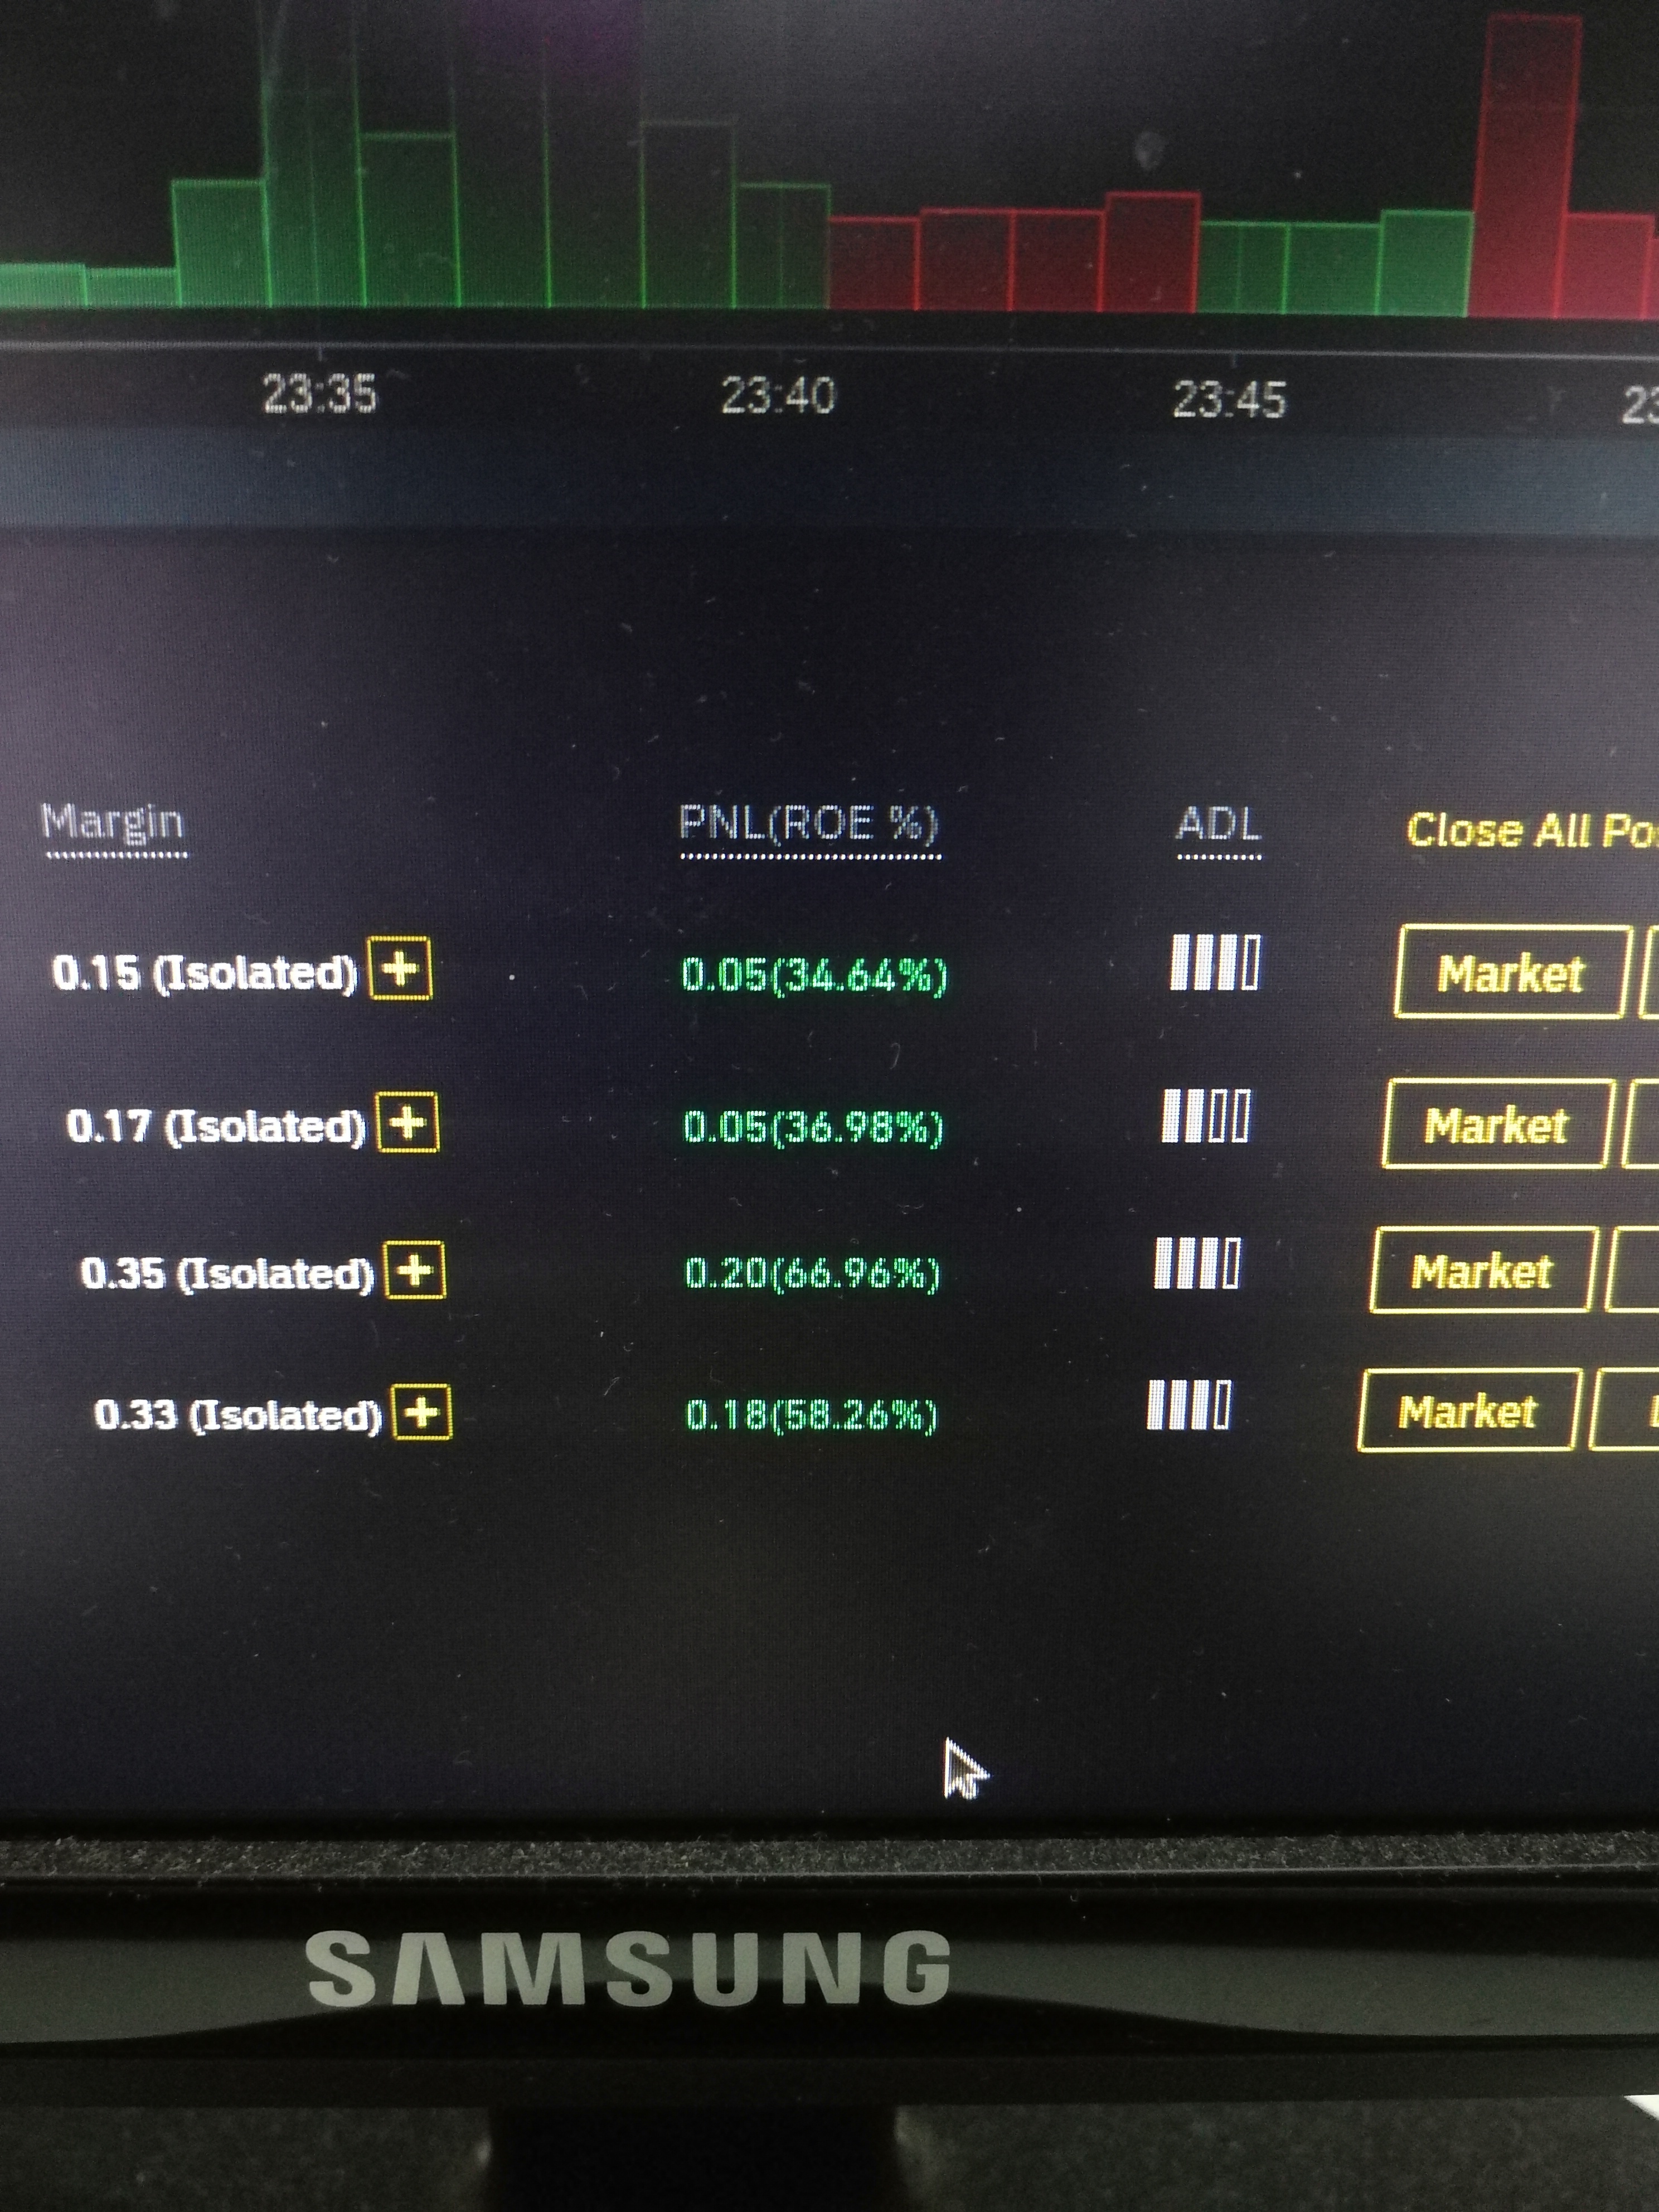 23:35 23:40 23:45
Margin PNL(ROE %) ADL Close All
0.15 (Isolated) + 0.05(34.64%) Market
0.17 (Isolated) + 0.05(36.98%) Market
0.35 (Isolated) + 0.20(66.96%) Market
0.33 (Isolated) + 0.18(58.26%) Market
SAMSUNG